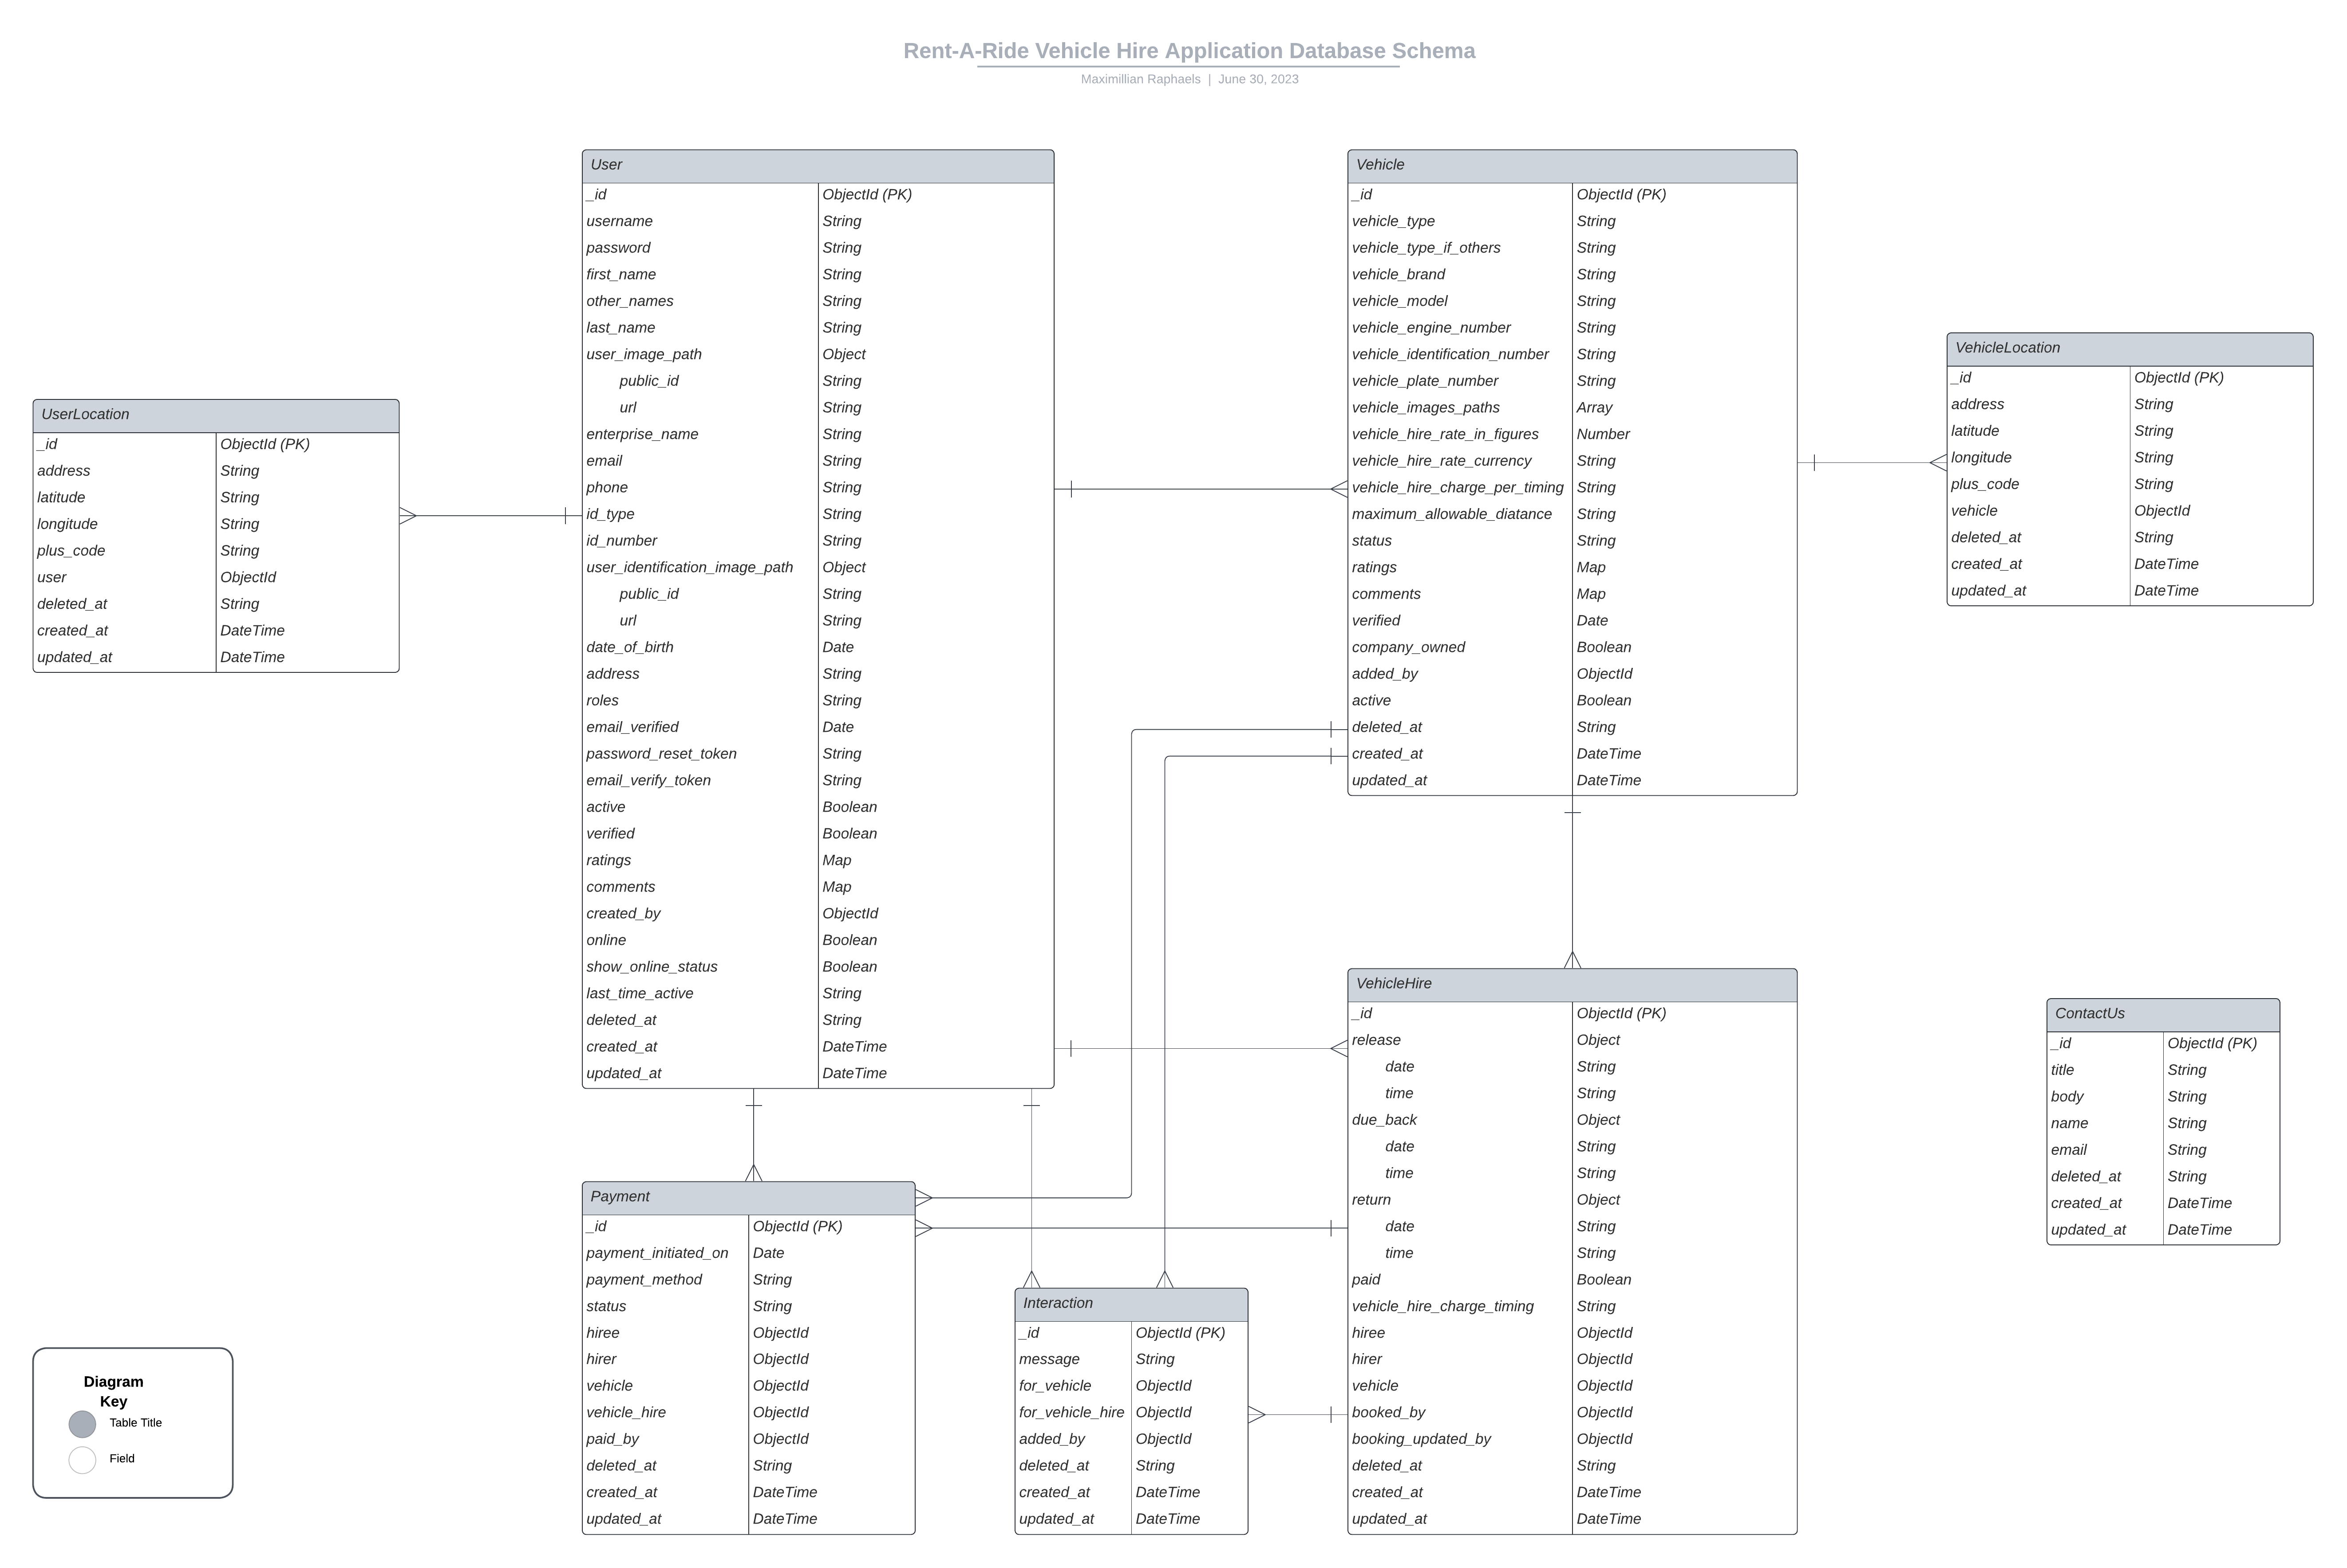 Rent-A-Ride Vehicle Hire Application Database Schema
Maximillian Raphaels | June 30, 2023
UserLocation
_id ObjectId (PK)
address String
latitude String
longitude String
plus_code String
user ObjectId
deleted_at String
created_at DateTime
updated_at DateTime
User
_id ObjectId (PK)
username String
password String
first_name String
other_names String
last_name String
user_image_path Object
public_id String
url String
enterprise_name String
email String
phone String
id_type String
id_number String
user_identification_image_path Object
public_id String
url String
date_of_birth Date
address String
roles String
email_verified Date
password_reset_token String
email_verify_token String
active Boolean
verified Boolean
ratings Map
comments Map
created_by ObjectId
online Boolean
show_online_status Boolean
last_time_active String
deleted_at String
created_at DateTime
updated_at DateTime
Vehicle
_id ObjectId (PK)
vehicle_type String
vehicle_type_if_others String
vehicle_brand String
vehicle_model String
vehicle_engine_number String
vehicle_identification_number String
vehicle_plate_number String
vehicle_images_paths Array
vehicle_hire_rate_in_figures Number
vehicle_hire_rate_currency String
vehicle_hire_charge_per_timing String
maximum_allowable_diatance String
status String
ratings Map
comments Map
verified Date
company_owned Boolean
added_by ObjectId
active Boolean
deleted_at String
created_at DateTime
updated_at DateTime
VehicleLocation
_id ObjectId (PK)
address String
latitude String
longitude String
plus_code String
vehicle ObjectId
deleted_at String
created_at DateTime
updated_at DateTime
Payment
_id ObjectId (PK)
payment_initiated_on Date
payment_method String
status String
hiree ObjectId
hirer ObjectId
vehicle ObjectId
vehicle_hire ObjectId
paid_by ObjectId
deleted_at String
created_at DateTime
updated_at DateTime
Interaction
_id ObjectId (PK)
message String
for_vehicle ObjectId
for_vehicle_hire ObjectId
added_by ObjectId
deleted_at String
created_at DateTime
updated_at DateTime
VehicleHire
_id ObjectId (PK)
release Object
date String
time String
due_back Object
date String
time String
return Object
date String
time String
paid Boolean
vehicle_hire_charge_timing String
hiree ObjectId
hirer ObjectId
vehicle ObjectId
booked_by ObjectId
booking_updated_by ObjectId
deleted_at String
created_at DateTime
updated_at DateTime
ContactUs
_id ObjectId (PK)
title String
body String
name String
email String
deleted_at String
created_at DateTime
updated_at DateTime
Diagram
Key
Table Title
Field